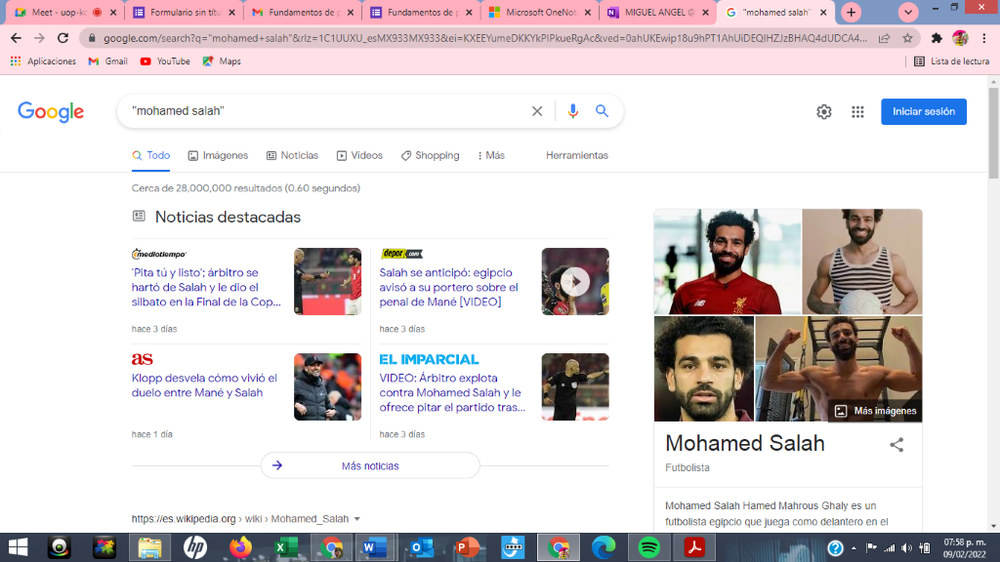 Meet - uop-k
Formulario sin títu
Fundamentos de p
Fundamentos de p
Microsoft OneNot
MIGUEL ANGEL @
"mohamed salah"
google.com/search?q="mohamed+salah"&rlz=1C1UUXU_esMX933MX933&ei=KXEEYumeDKKYkPIPkueRgAc&ved=0ahUKEwip18u9hPT1AhUiDEQIHZJzBHAQ4dUDCA4...
Aplicaciones
Gmail
YouTube
Maps
Lista de lectura
Google
"mohamed salah"
Iniciar sesión
Todo
Imágenes
Noticias
Videos
Shopping
Más
Herramientas
Cerca de 28,000,000 resultados (0.60 segundos)
Noticias destacadas
mediotiempo
'Pita tú y listo'; árbitro se
hartó de Salah y le dio el
silbato en la Final de la Cop...
hace 3 días
depor.com
Salah se anticipó: egipcio
avisó a su portero sobre el
penal de Mané [VIDEO]
hace 3 días
as
Klopp desvela cómo vivió el
duelo entre Mané y Salah
hace 1 día
EL IMPARCIAL
VIDEO: Árbitro explota
contra Mohamed Salah y le
ofrece pitar el partido tras...
hace 3 días
Más noticias
https://es.wikipedia.org › wiki › Mohamed_Salah
Más imágenes
Mohamed Salah
Futbolista
Mohamed Salah Hamed Mahrous Ghaly es un
futbolista egipcio que juega como delantero en el
07:58 p. m.
09/02/2022